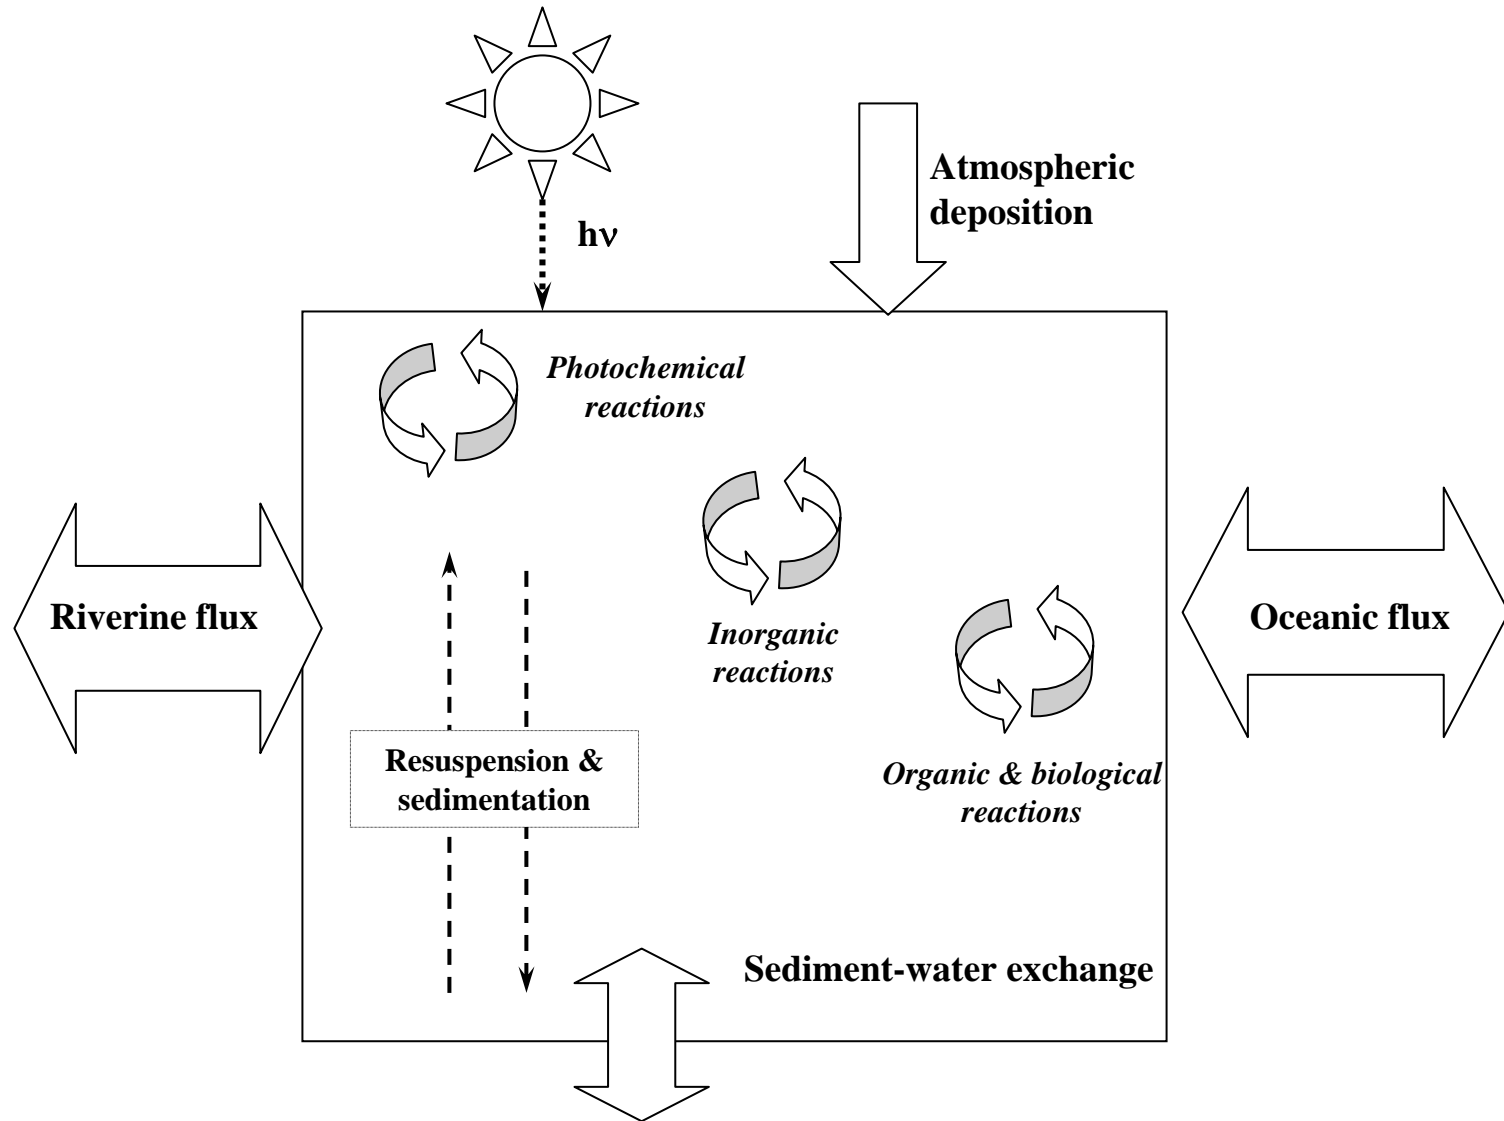 Atmospheric
deposition
hν
Photochemical
reactions
Riverine flux
Inorganic
reactions
Oceanic flux
Resuspension &
sedimentation
Organic & biological
reactions
Sediment-water exchange